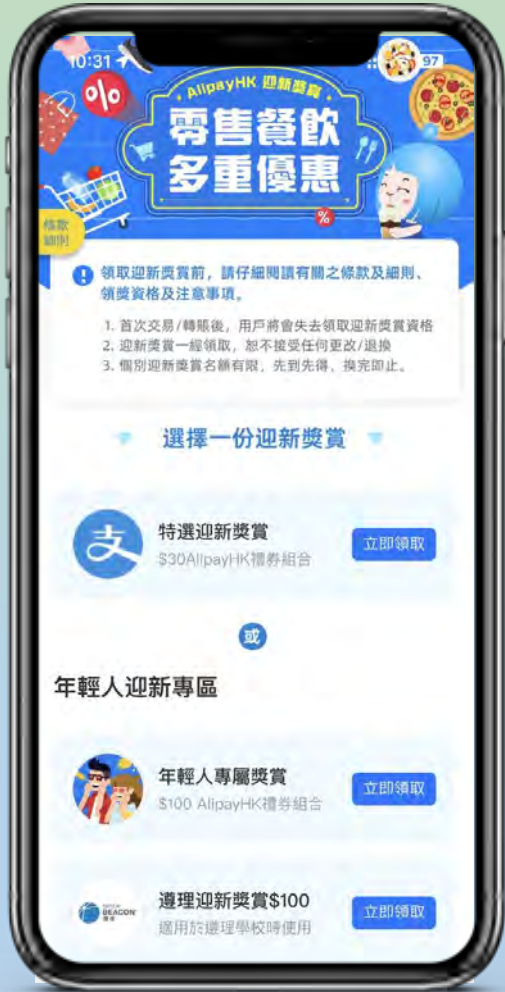 10:31
97
AlipayHK 迎新獎賞
零售餐飲
多重優惠
條款
細則
領取迎新獎賞前，請仔細閱讀有關之條款及細則、
領獎資格及注意事項。
1. 首次交易/轉賬後，用戶將會失去領取迎新獎賞資格
2. 迎新獎賞一經領取，恕不接受任何更改/退換
3. 個別迎新獎賞名額有限，先到先得、換完即止。
選擇一份迎新獎賞
特選迎新獎賞
$30AlipayHK禮券組合
立即領取
或
年輕人迎新專區
年輕人專屬獎賞
$100 AlipayHK禮券組合
立即領取
BEACON
遵理
遵理迎新獎賞$100
適用於遵理學校時使用
立即領取